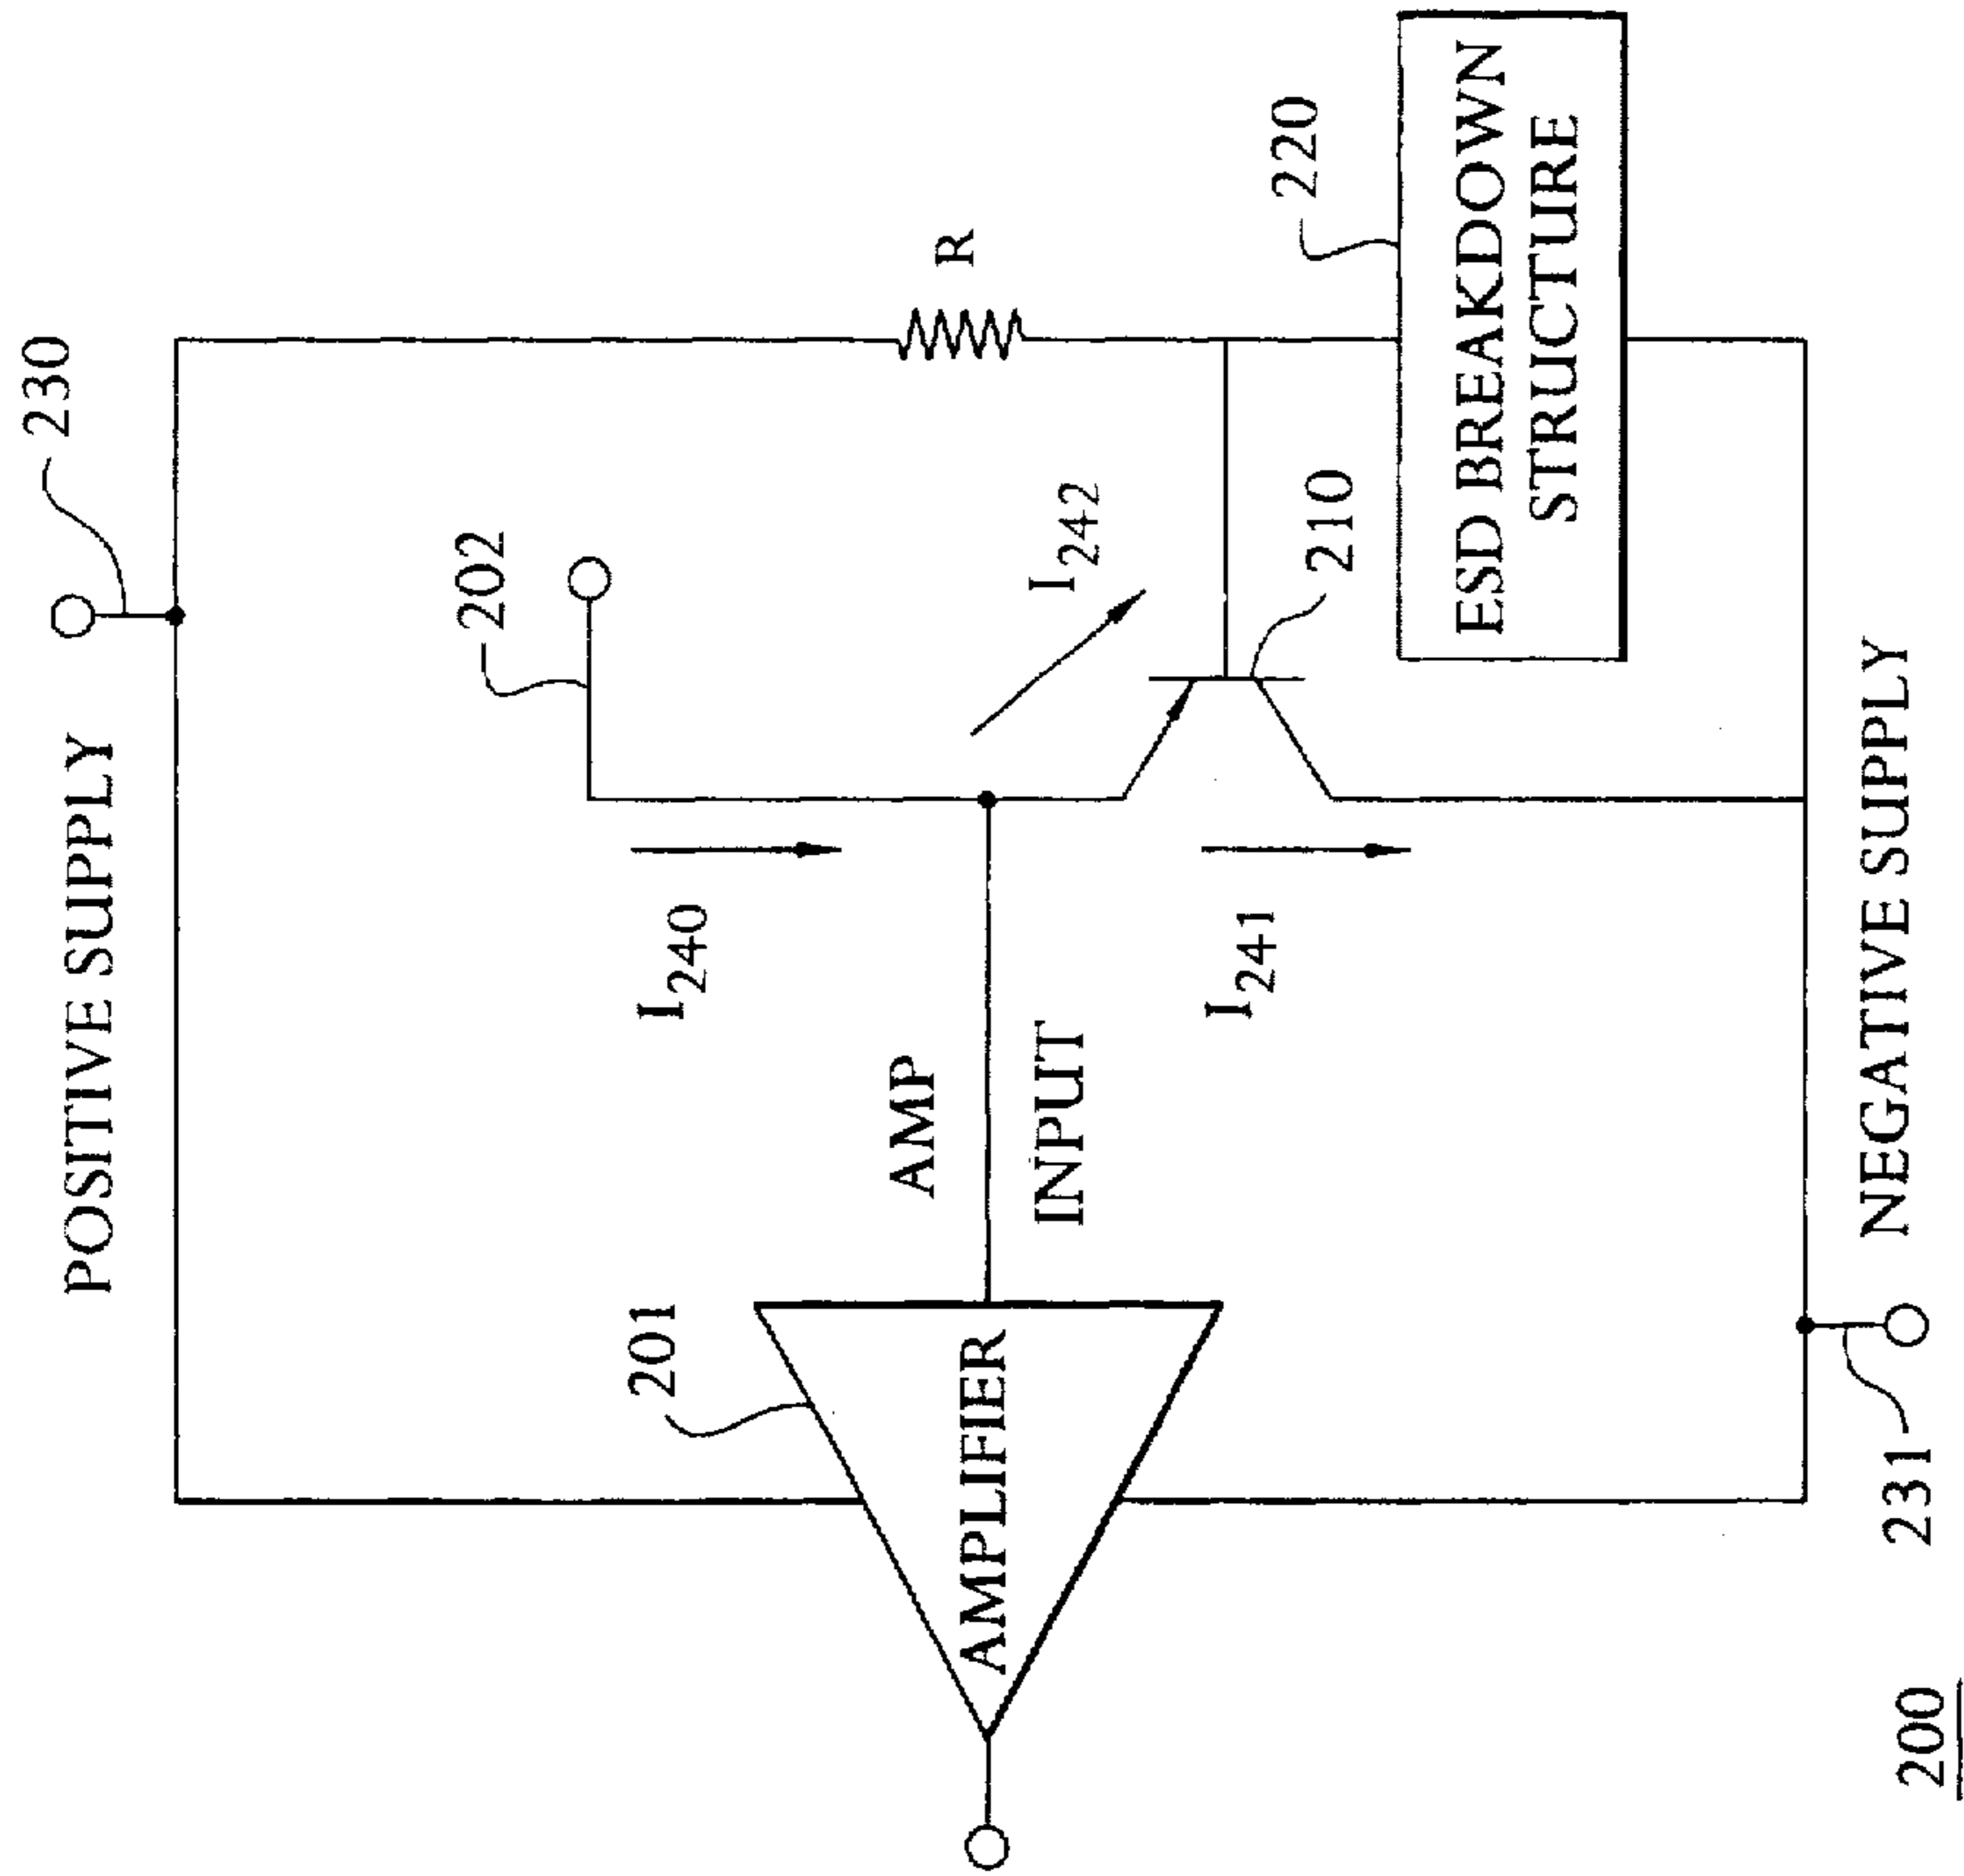 POSITIVE SUPPLY
230
202
I240
I242
R
AMP
INPUT
201
AMPLIFIER
I241
210
220
ESD BREAKDOWN
STRUCTURE
NEGATIVE SUPPLY
231
200